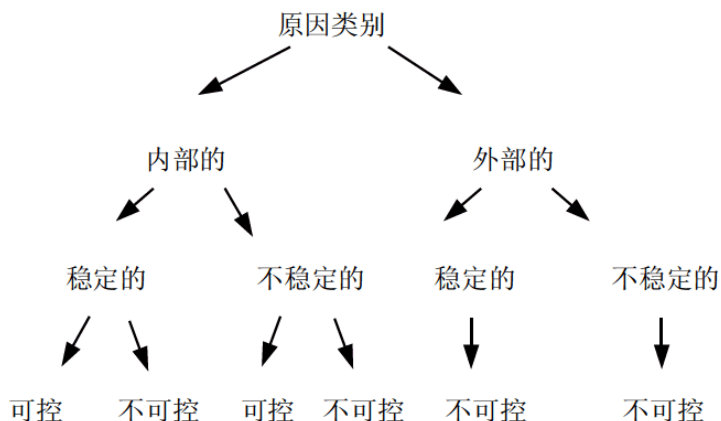 原因类别
内部的 外部的
稳定的 不稳定的 稳定的 不稳定的
可控 不可控 可控 不可控 不可控 不可控